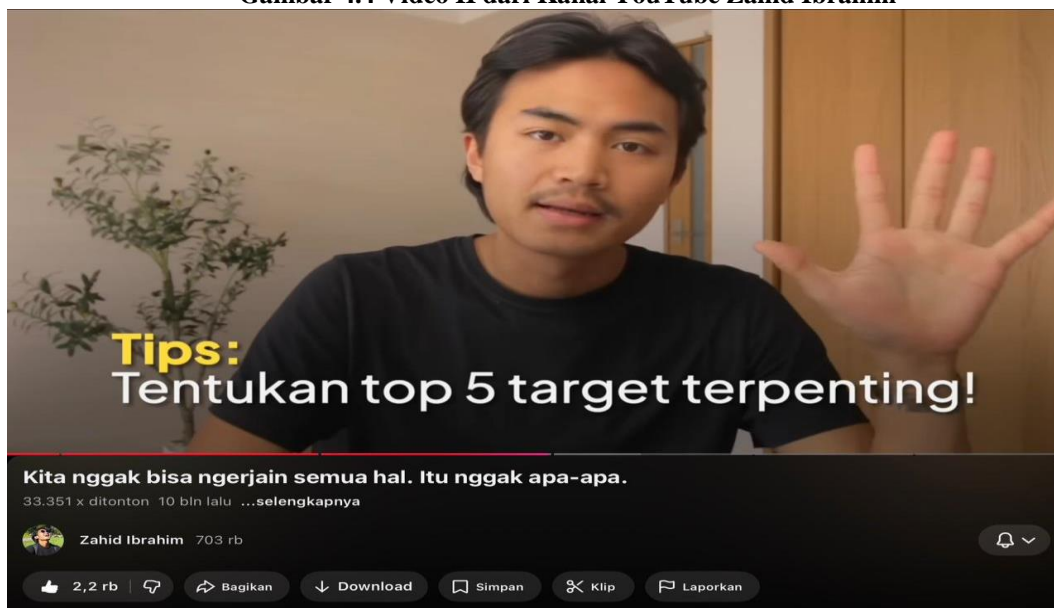 Gambar 4.4 Video II dari Kanal YouTube Zahid Ibrahim
Tips:
Tentukan top 5 target terpenting!
Kita nggak bisa ngerjain semua hal. Itu nggak apa-apa.
33.351 x ditonton 10 bln lalu ...selengkapnya
Zahid Ibrahim 703 rb
2,2 rb Bagikan Download Simpan Klip Laporkan